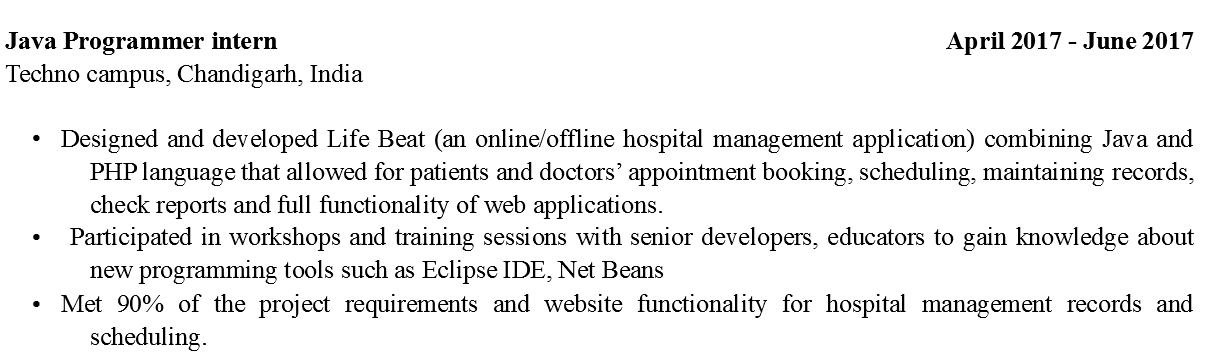 Java Programmer intern April 2017 - June 2017
Techno campus, Chandigarh, India
• Designed and developed Life Beat (an online/offline hospital management application) combining Java and
PHP language that allowed for patients and doctors’ appointment booking, scheduling, maintaining records,
check reports and full functionality of web applications.
• Participated in workshops and training sessions with senior developers, educators to gain knowledge about
new programming tools such as Eclipse IDE, Net Beans
• Met 90% of the project requirements and website functionality for hospital management records and
scheduling.